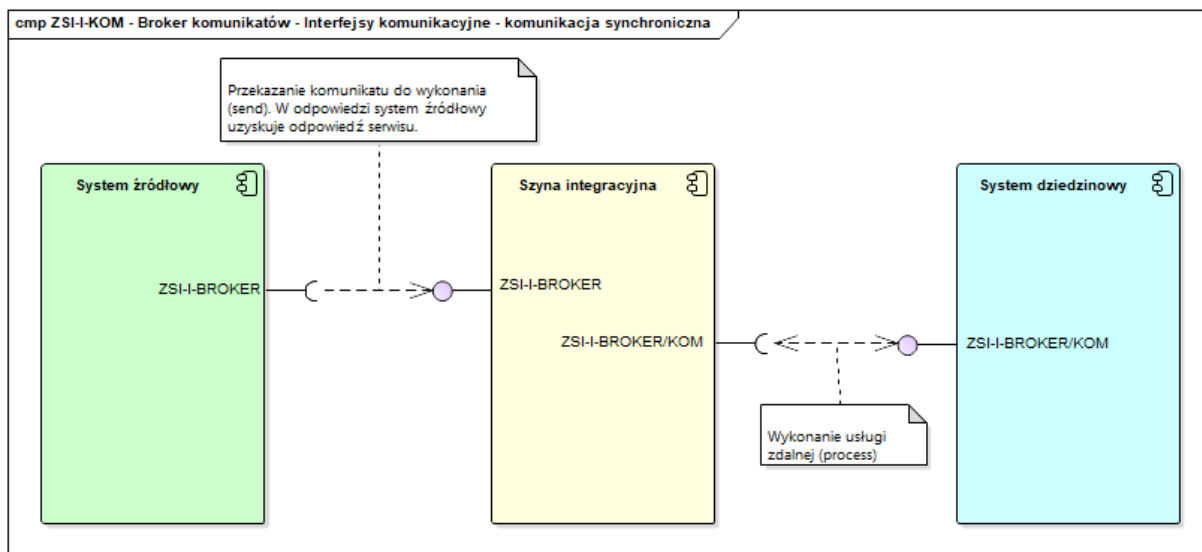 cmp ZSI-I-KOM - Broker komunikatów - Interfejsy komunikacyjne - komunikacja synchroniczna
Przekazanie komunikatu do wykonania
(send). W odpowiedzi system źródłowy
uzyskuje odpowiedź serwisu.
System źródłowy
Szyna integracyjna
System dziedzinowy
ZSI-I-BROKER
ZSI-I-BROKER
ZSI-I-BROKER/KOM
ZSI-I-BROKER/KOM
Wykonanie usługi
zdalnej (process)